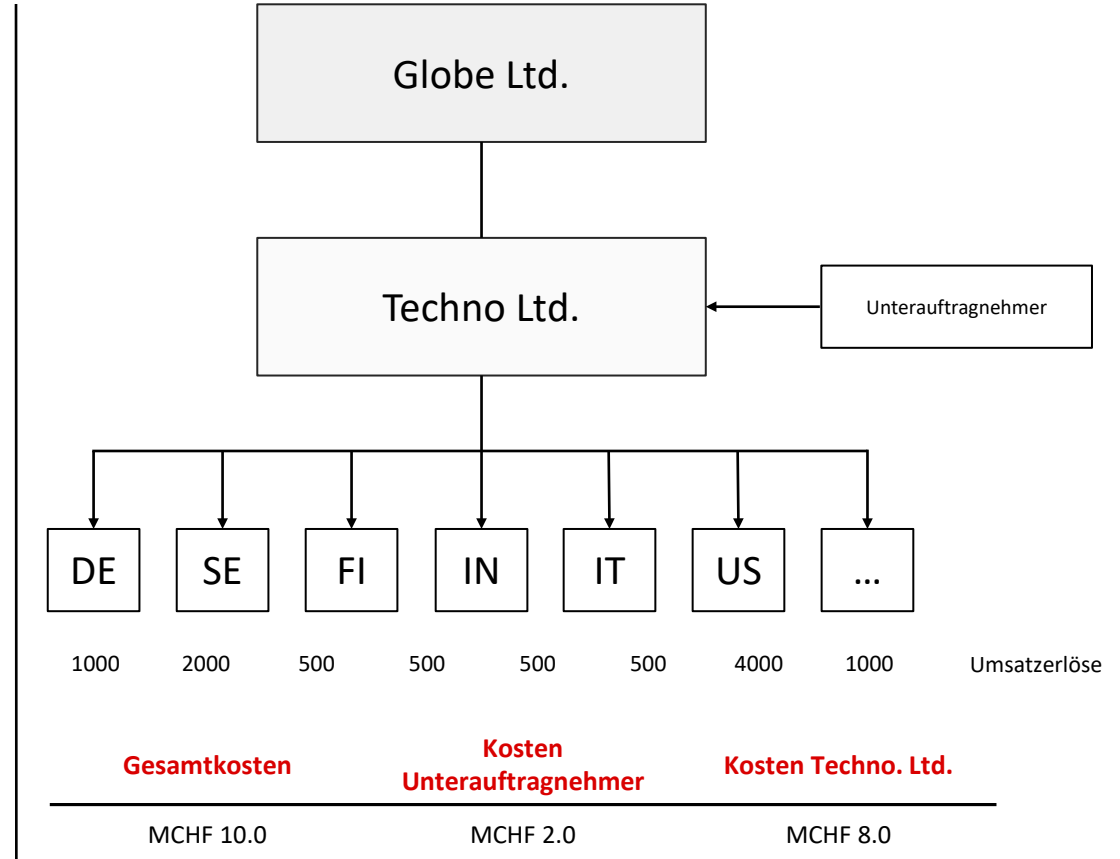 Globe Ltd.
Techno Ltd.
Unterauftragnehmer
DE SE FI IN IT US ...
1000 2000 500 500 500 500 4000 1000 Umsatzerlöse
Gesamtkosten
Kosten
Unterauftragnehmer
Kosten Techno. Ltd.
MCHF 10.0 MCHF 2.0 MCHF 8.0